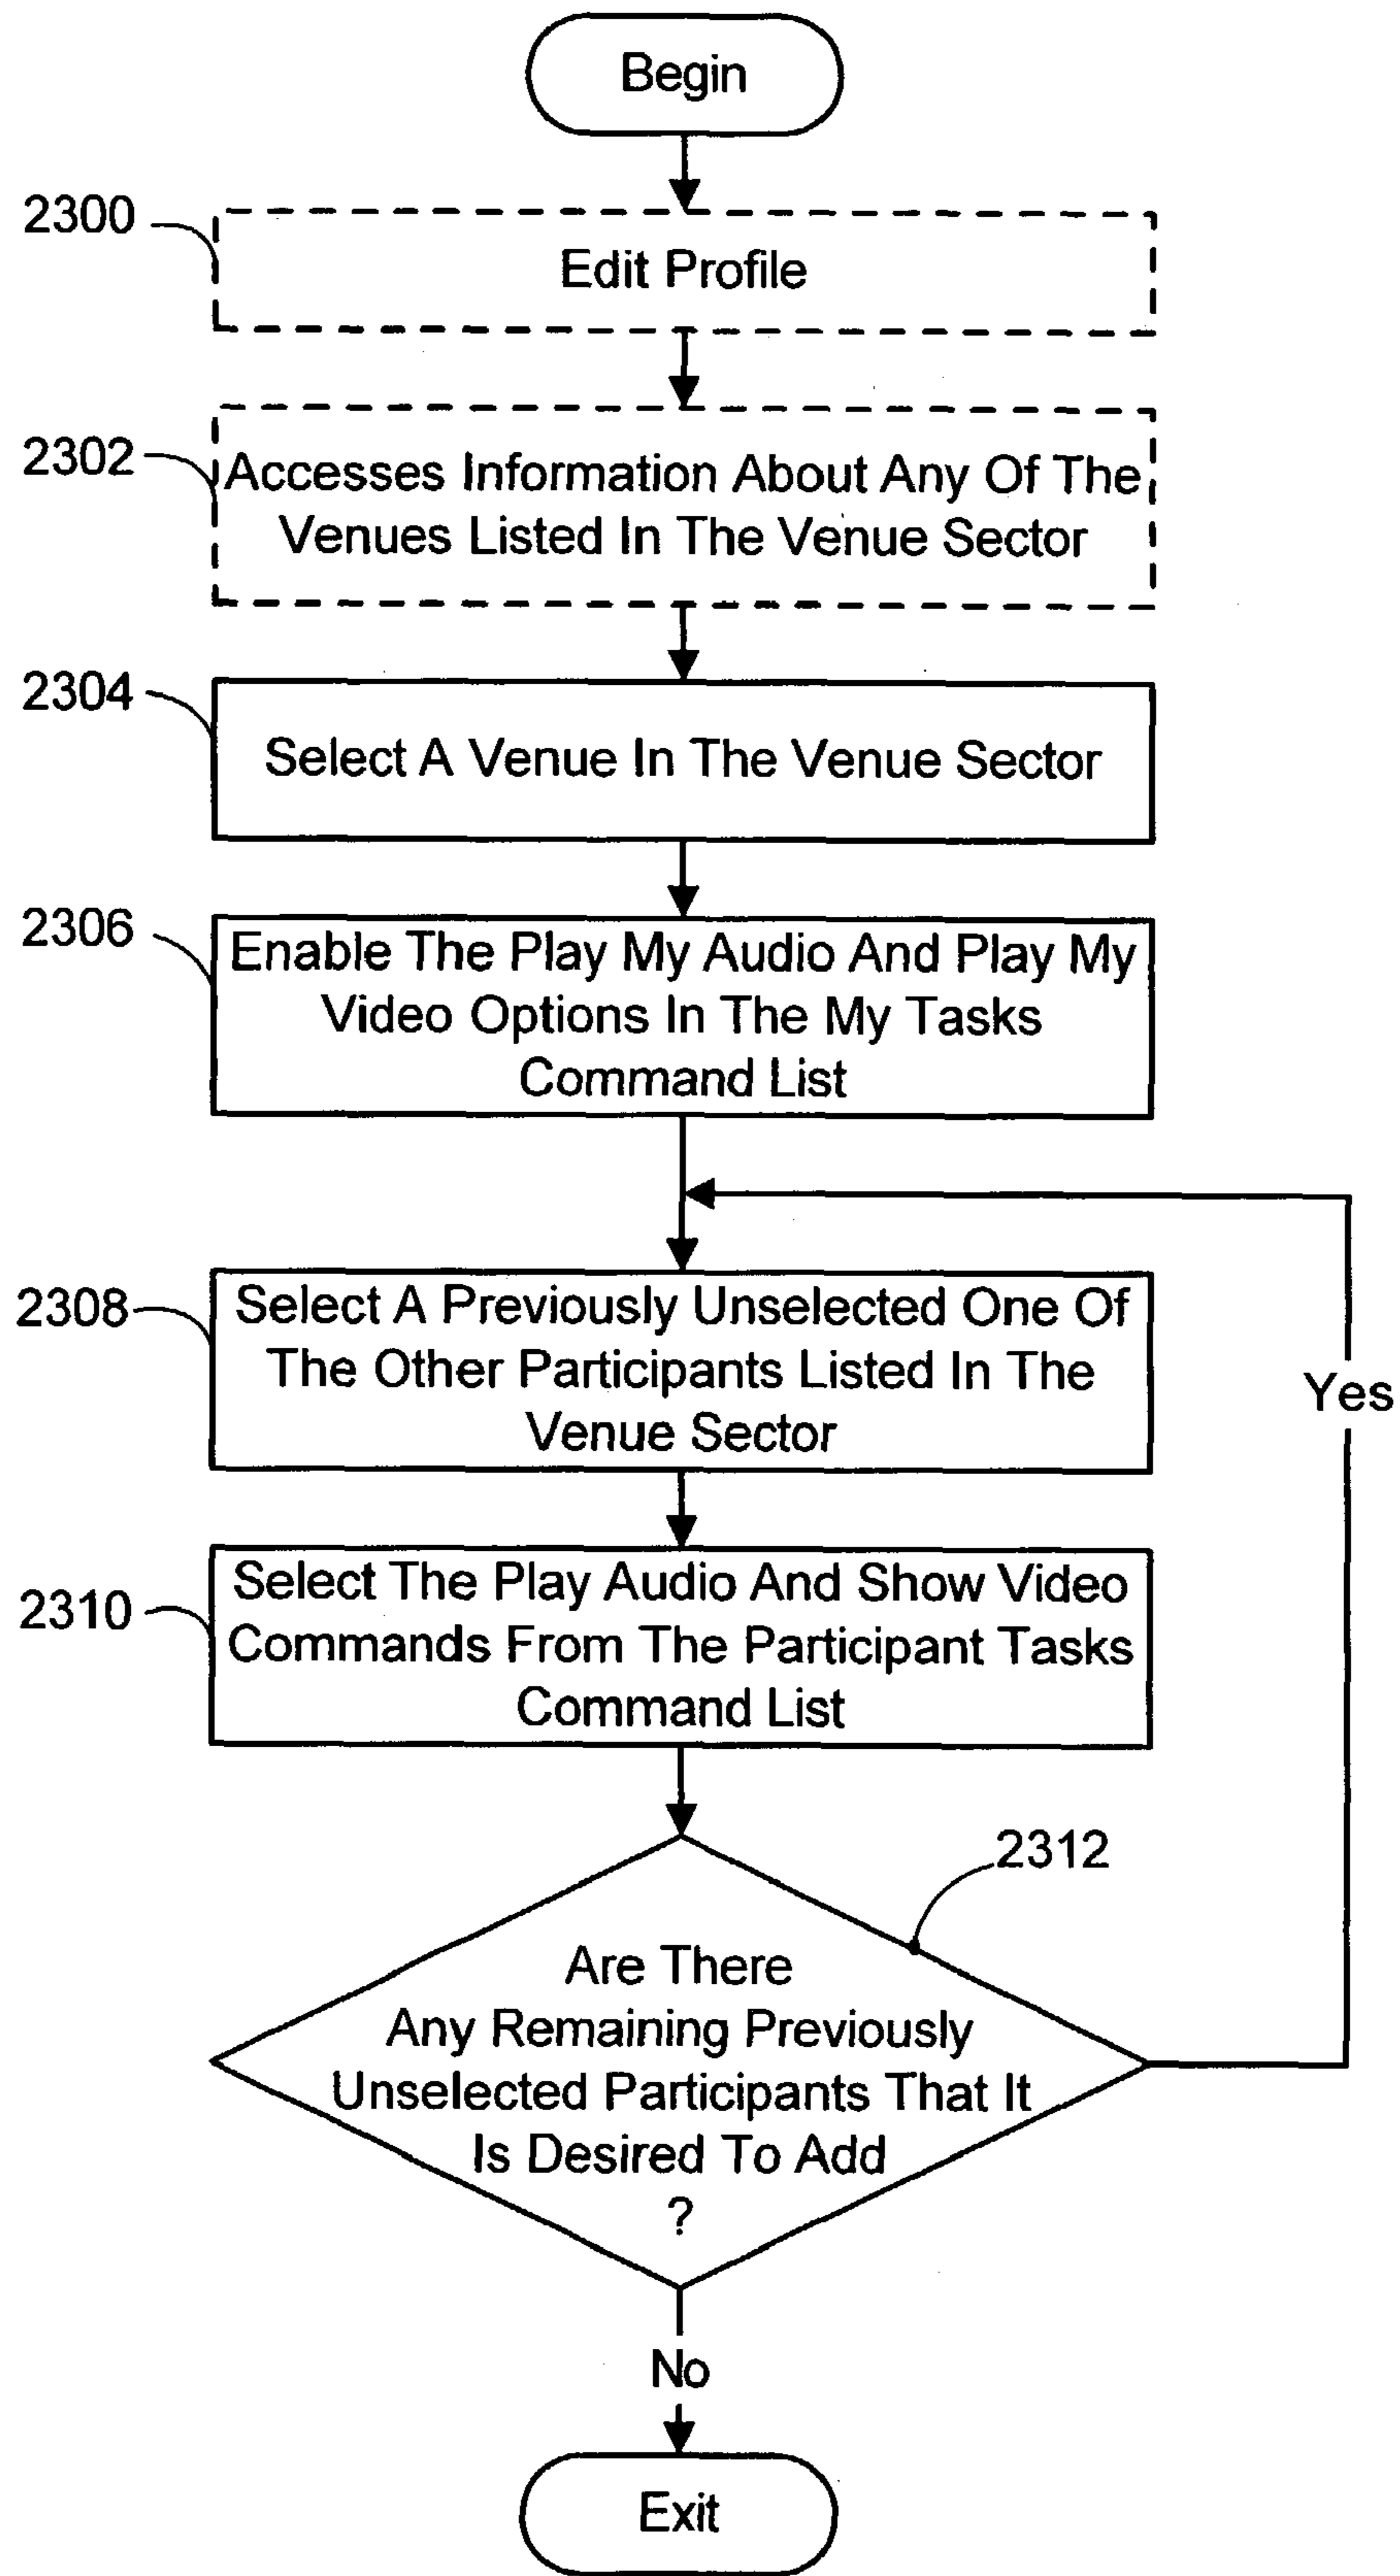 Begin
2300
Edit Profile
2302
Accesses Information About Any Of The
Venues Listed In The Venue Sector
2304
Select A Venue In The Venue Sector
2306
Enable The Play My Audio And Play My
Video Options In The My Tasks
Command List
2308
Select A Previously Unselected One Of
The Other Participants Listed In The
Venue Sector
Yes
2310
Select The Play Audio And Show Video
Commands From The Participant Tasks
Command List
2312
Are There
Any Remaining Previously
Unselected Participants That It
Is Desired To Add
?
No
Exit